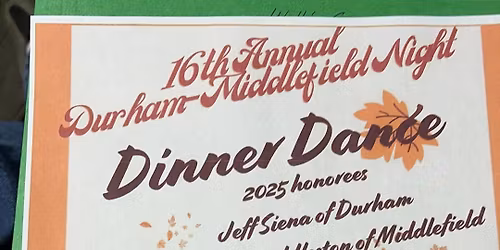 16th Annual
Durham-Middlefield Night
Dinner Dance
2025 honorees
Jeff Siena of Durham
of Middlefield